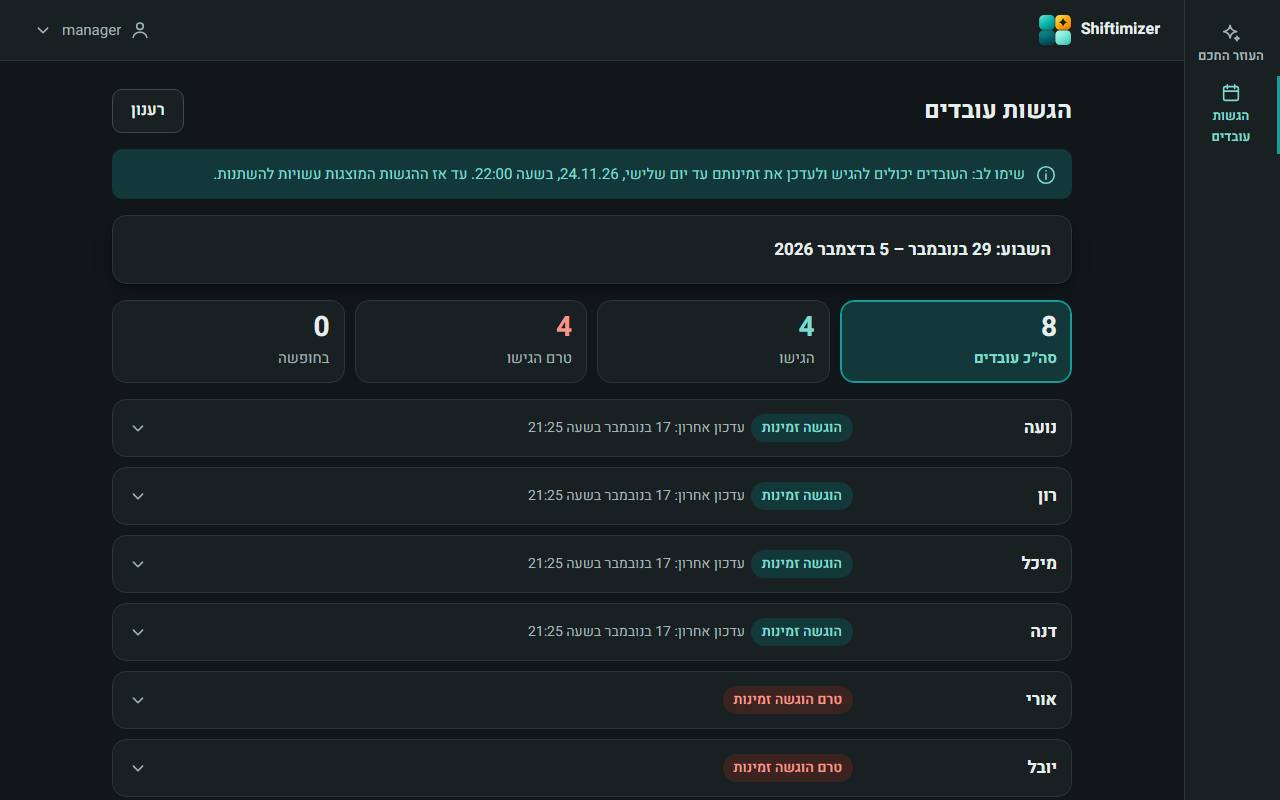 Shiftimizer
manager
העוזר החכם
הגשות
עובדים
הגשות עובדים
רענון
שימו לב: העובדים יכולים להגיש ולעדכן את זמינותם עד יום שלישי, 24.11.26, בשעה 22:00. עד אז ההגשות המוצגות עשויות להשתנות.
השבוע: 29 בנובמבר – 5 בדצמבר 2026
8
סה״כ עובדים
4
הגישו
4
טרם הגישו
0
בחופשה
נועה הוגשה זמינות עדכון אחרון: 17 בנובמבר בשעה 21:25
רון הוגשה זמינות עדכון אחרון: 17 בנובמבר בשעה 21:25
מיכל הוגשה זמינות עדכון אחרון: 17 בנובמבר בשעה 21:25
דנה הוגשה זמינות עדכון אחרון: 17 בנובמבר בשעה 21:25
אורי טרם הוגשה זמינות
יובל טרם הוגשה זמינות